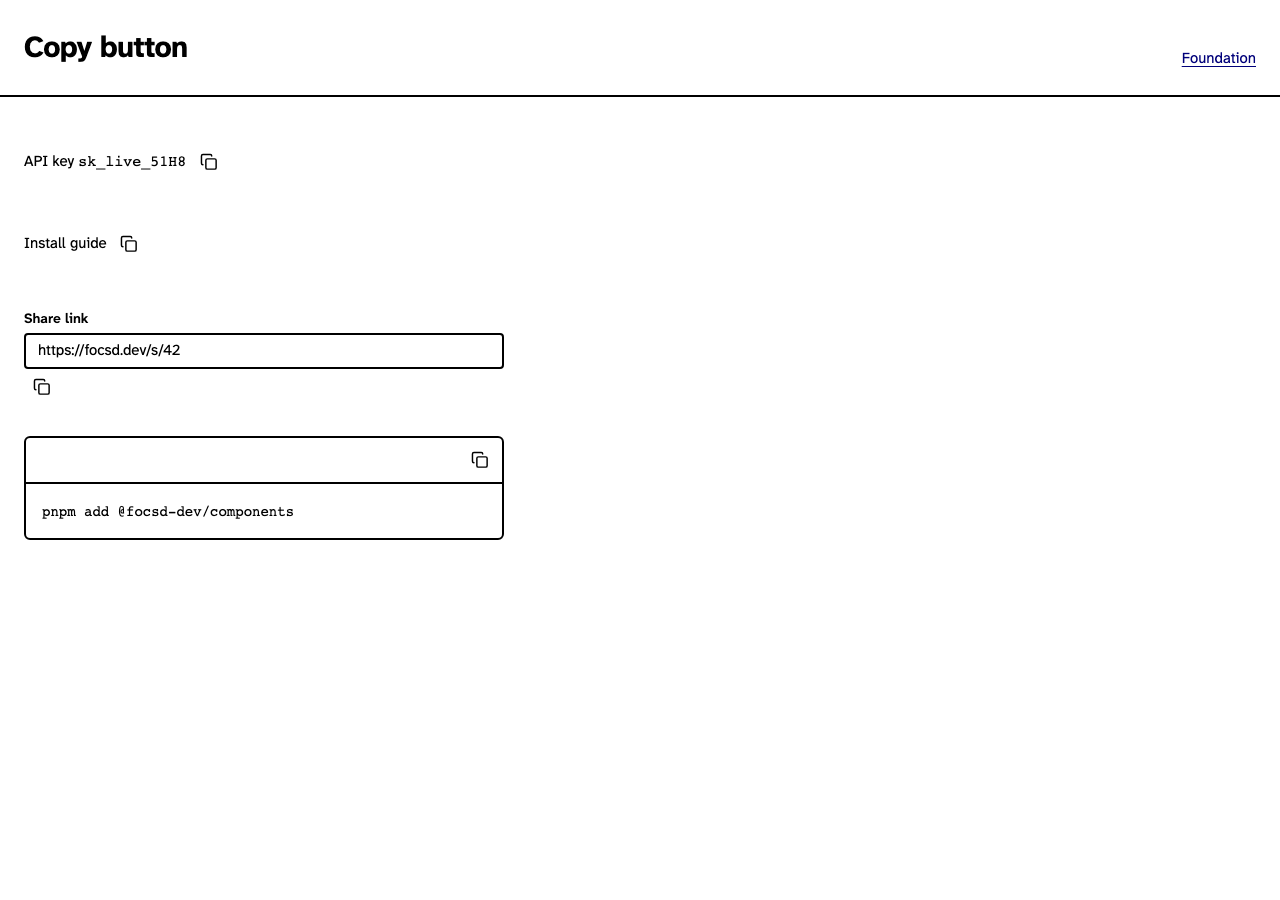 Copy button
Foundation
API key sk_live_51H8
Install guide
Share link
https://focsd.dev/s/42
pnpm add @focsd-dev/components